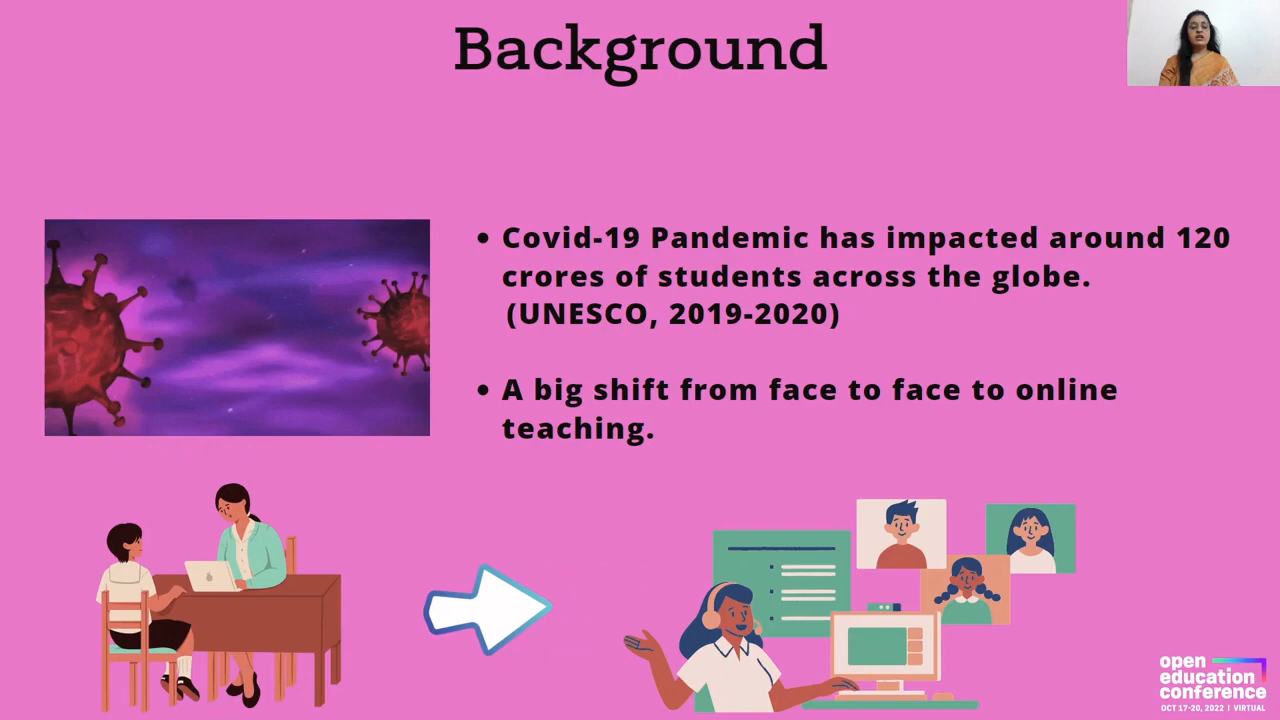 Background
• Covid-19 Pandemic has impacted around 120
crores of students across the globe.
(UNESCO, 2019-2020)
• A big shift from face to face to online
teaching.
open
education
conference
OCT 17-20, 2022 | VIRTUAL